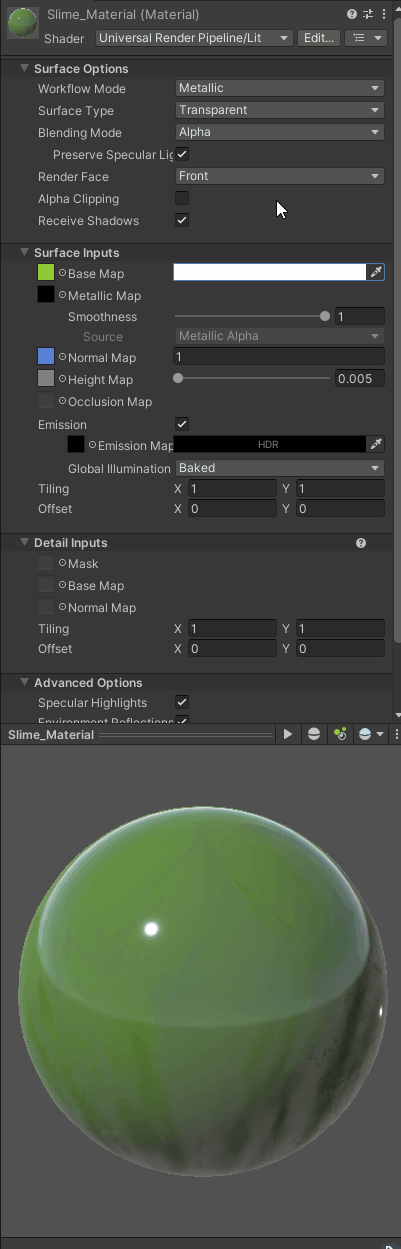 Slime_Material (Material)
Shader Universal Render Pipeline/Lit Edit...
Surface Options
Workflow Mode Metallic
Surface Type Transparent
Blending Mode Alpha
Preserve Specular Lig
Render Face Front
Alpha Clipping
Receive Shadows
Surface Inputs
Base Map
Metallic Map
Smoothness 1
Source Metallic Alpha
Normal Map 1
Height Map 0.005
Occlusion Map
Emission
Emission Map HDR
Global Illumination Baked
Tiling X 1 Y 1
Offset X 0 Y 0
Detail Inputs
Mask
Base Map
Normal Map
Tiling X 1 Y 1
Offset X 0 Y 0
Advanced Options
Specular Highlights
Environment Reflections
Slime_Material